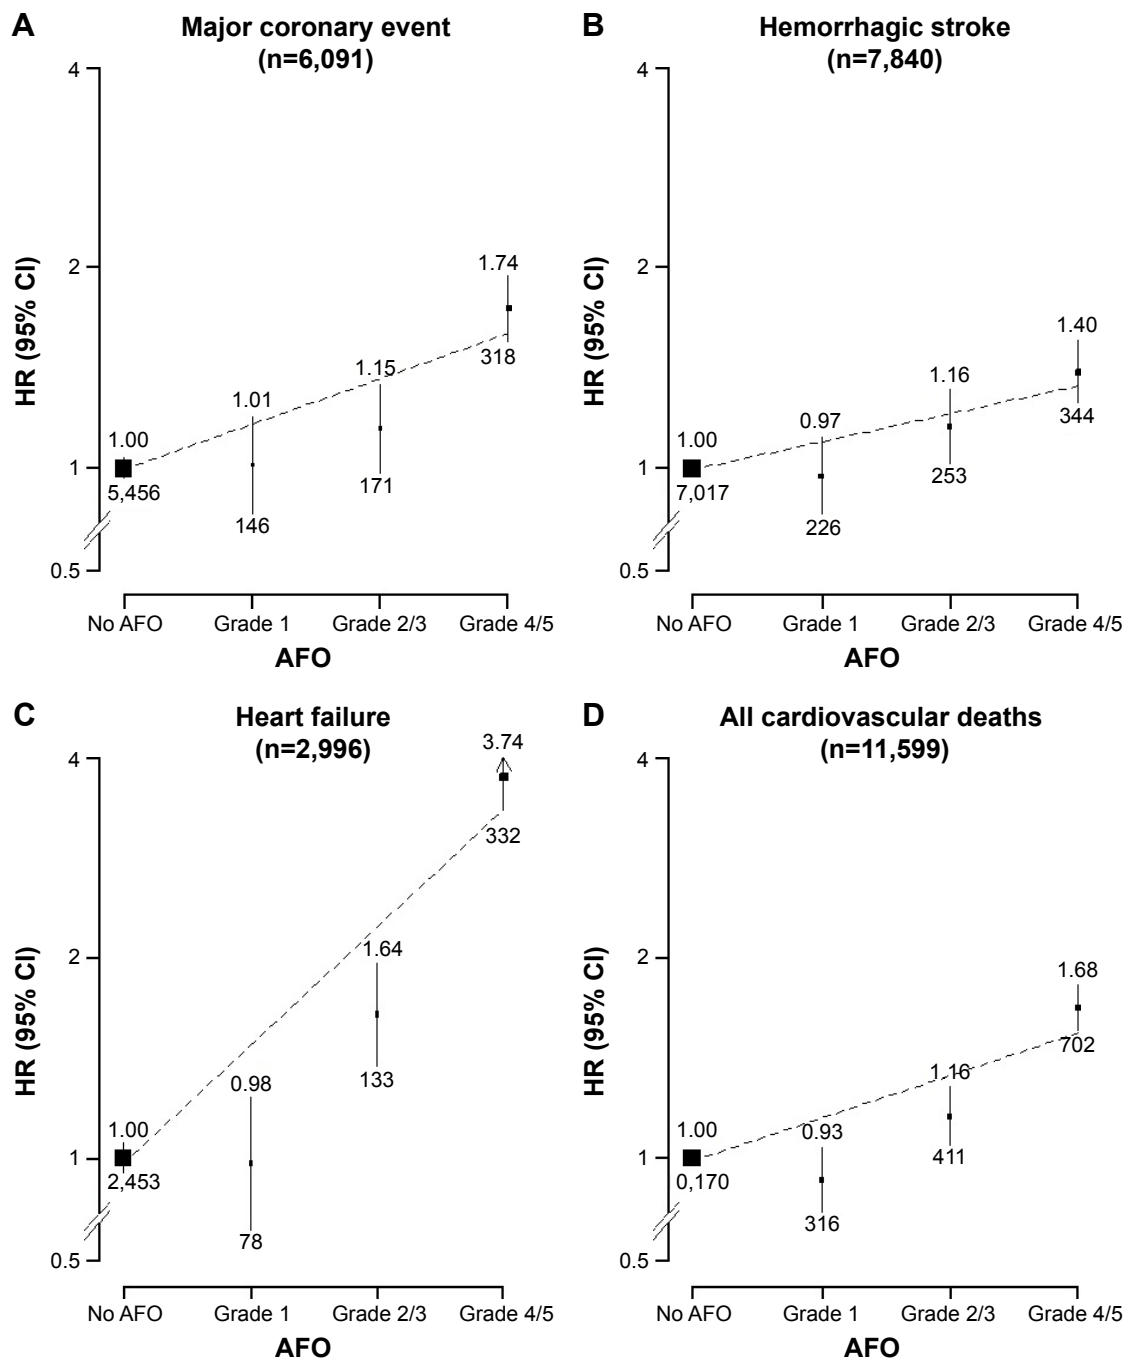 A
Major coronary event
(n=6,091)
HR (95% CI)
4
2
1
0.5
1.00
5,456
1.01
146
1.15
171
1.74
318
No AFO
Grade 1
Grade 2/3
Grade 4/5
AFO
B
Hemorrhagic stroke
(n=7,840)
HR (95% CI)
4
2
1
0.5
1.00
7,017
0.97
226
1.16
253
1.40
344
No AFO
Grade 1
Grade 2/3
Grade 4/5
AFO
C
Heart failure
(n=2,996)
HR (95% CI)
4
2
1
0.5
1.00
2,453
0.98
78
1.64
133
3.74
332
No AFO
Grade 1
Grade 2/3
Grade 4/5
AFO
D
All cardiovascular deaths
(n=11,599)
HR (95% CI)
4
2
1
0.5
1.00
0,170
0.93
316
1.16
411
1.68
702
No AFO
Grade 1
Grade 2/3
Grade 4/5
AFO